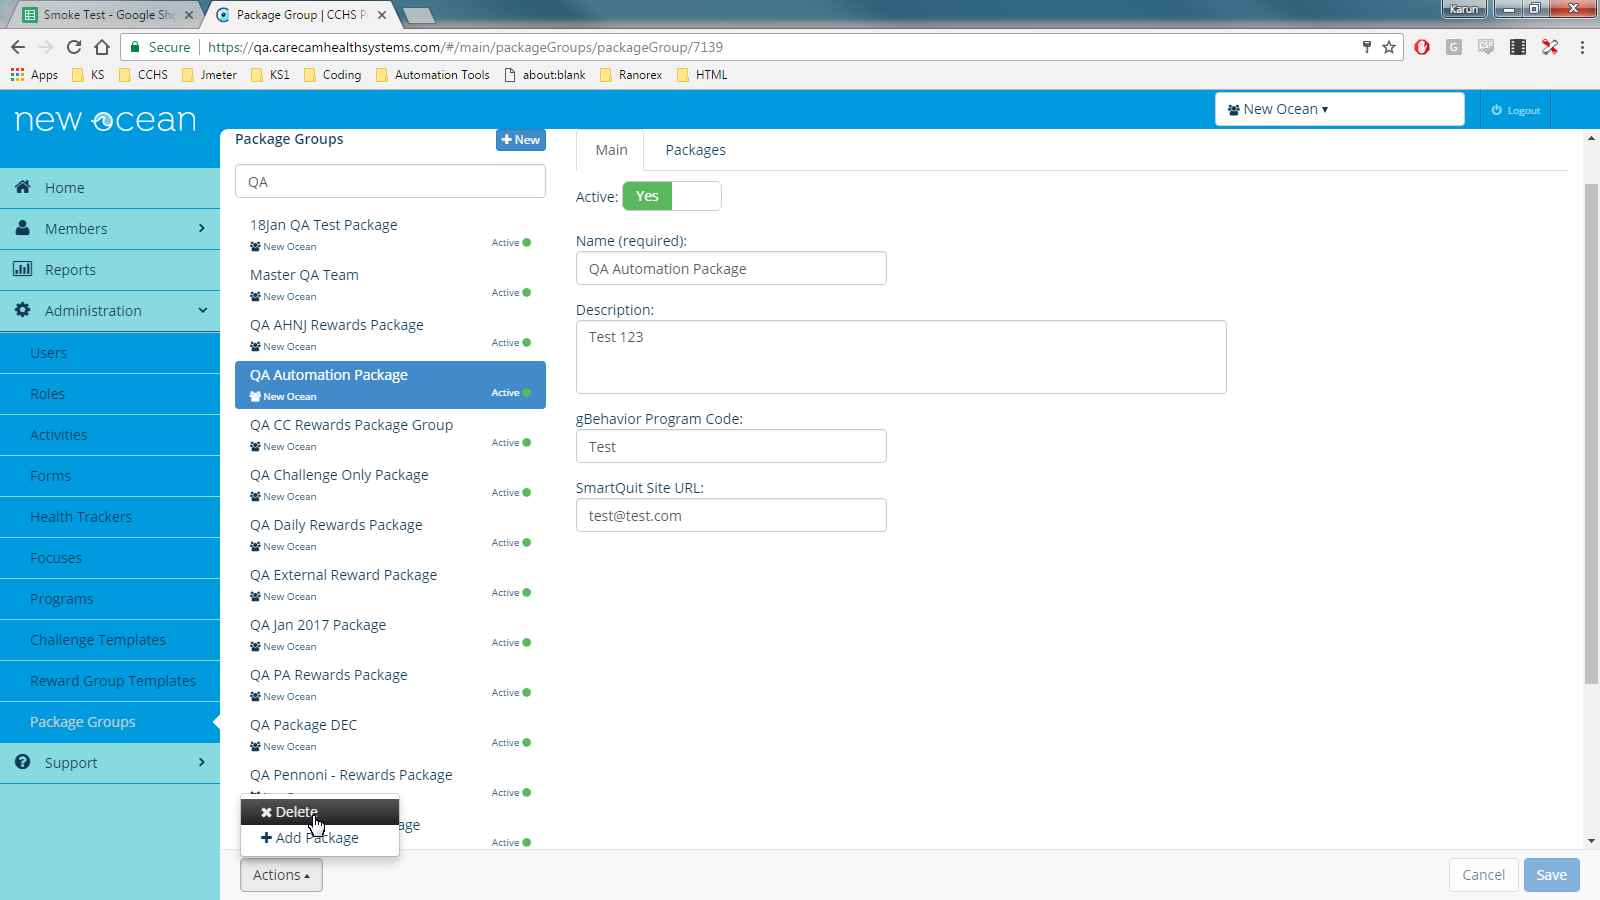 Smoke Test - Google She
Package Group | CCHS P
Karun
Secure
https://qa.carecamhealthsystems.com/#/main/packageGroups/packageGroup/7139
Apps
KS
CCHS
Jmeter
KS1
Coding
Automation Tools
about:blank
Ranorex
HTML
new ocean
New Ocean
Logout
Home
Members
Reports
Administration
Users
Roles
Activities
Forms
Health Trackers
Focuses
Programs
Challenge Templates
Reward Group Templates
Package Groups
Support
Package Groups
New
QA
18Jan QA Test Package
New Ocean
Active
Master QA Team
New Ocean
Active
QA AHNJ Rewards Package
New Ocean
Active
QA Automation Package
New Ocean
Active
QA CC Rewards Package Group
New Ocean
Active
QA Challenge Only Package
New Ocean
Active
QA Daily Rewards Package
New Ocean
Active
QA External Reward Package
New Ocean
Active
QA Jan 2017 Package
New Ocean
Active
QA PA Rewards Package
New Ocean
Active
QA Package DEC
New Ocean
Active
QA Pennoni - Rewards Package
Active
age
Active
Delete
Add Package
Actions
Main
Packages
Active:
Yes
Name (required):
QA Automation Package
Description:
Test 123
gBehavior Program Code:
Test
SmartQuit Site URL:
test@test.com
Cancel
Save